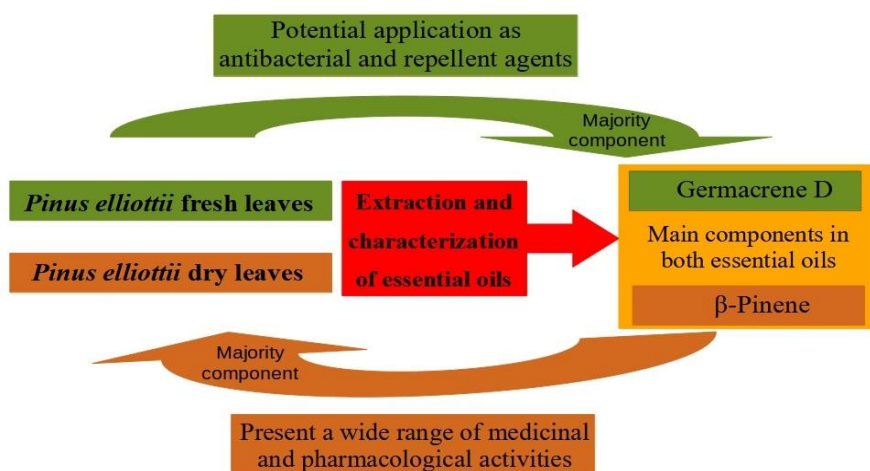 Potential application as
antibacterial and repellent agents
Majority
component
Pinus elliottii fresh leaves
Pinus elliottii dry leaves
Extraction and
characterization
of essential oils
Germacrene D
Main components in
both essential oils
β-Pinene
Majority
component
Present a wide range of medicinal
and pharmacological activities